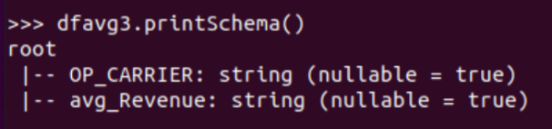 >>> dfavg3.printSchema()
root
 |-- OP_CARRIER: string (nullable = true)
 |-- avg_Revenue: string (nullable = true)